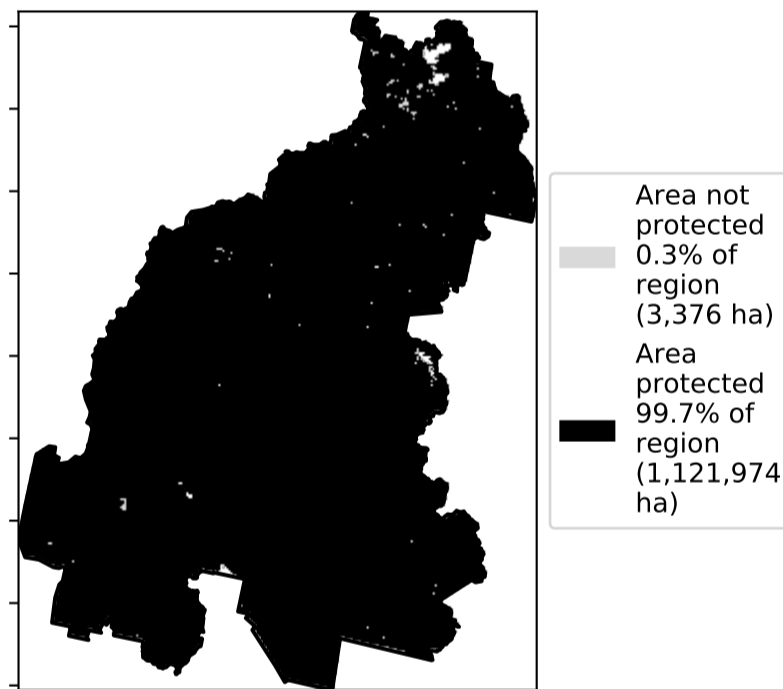 Area not
protected
0.3% of
region
(3,376 ha)
Area
protected
99.7% of
region
(1,121,974
ha)